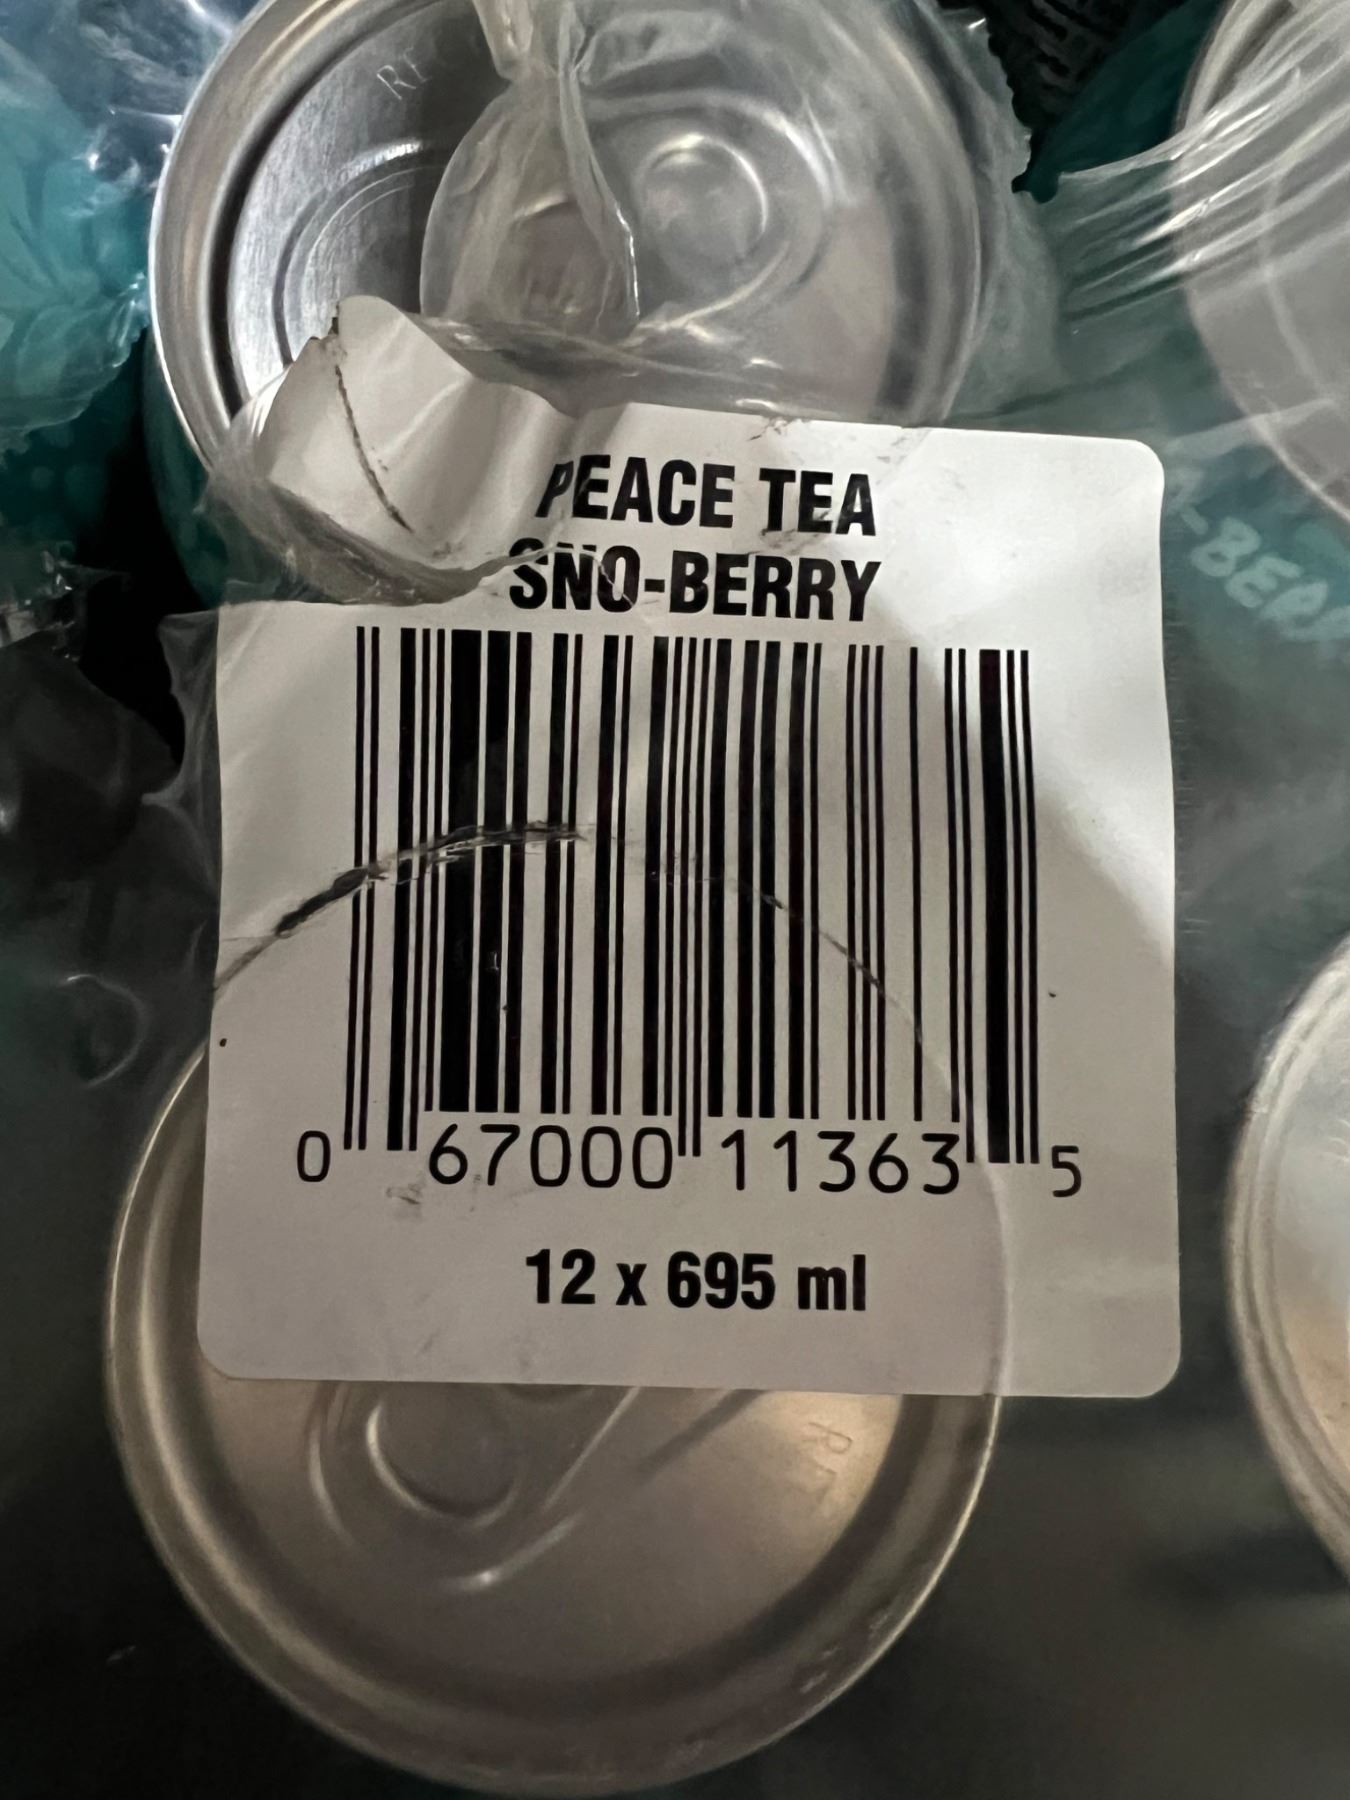 PEACE TEA
SNO-BERRY
0 67000 11363 5
12 x 695 ml